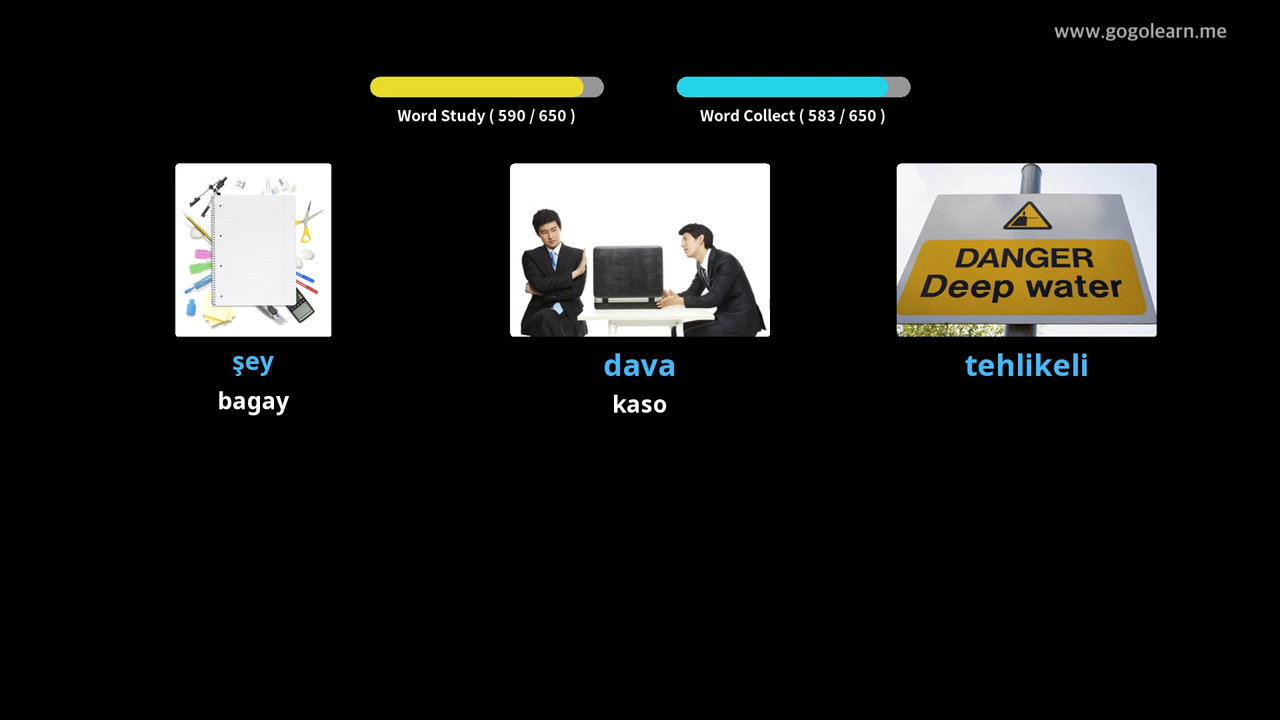 www.gogolearn.me
Word Study ( 590 / 650 )
Word Collect ( 583 / 650 )
DANGER
Deep water
şey
dava
tehlikeli
bagay
kaso